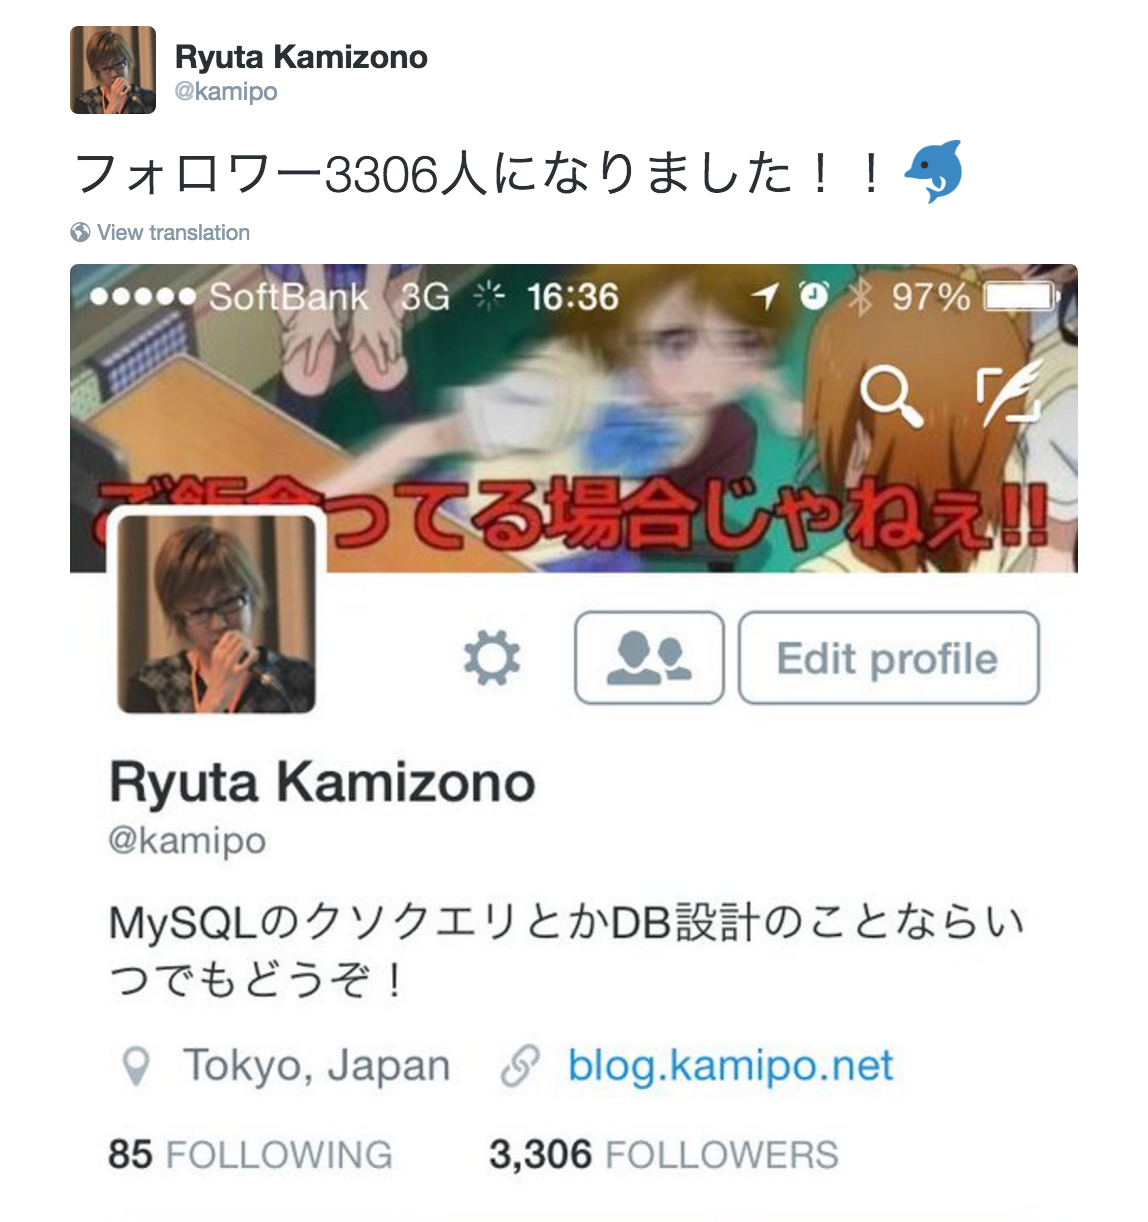 Ryuta Kamizono
@kamipo
フォロワー3306人になりました！！🐬
View translation
SoftBank 3G 16:36 97%
ご飯食ってる場合じゃねぇ!!
Edit profile
Ryuta Kamizono
@kamipo
MySQLのクソクエリとかDB設計のことならい
つでもどうぞ！
Tokyo, Japan blog.kamipo.net
85 FOLLOWING 3,306 FOLLOWERS